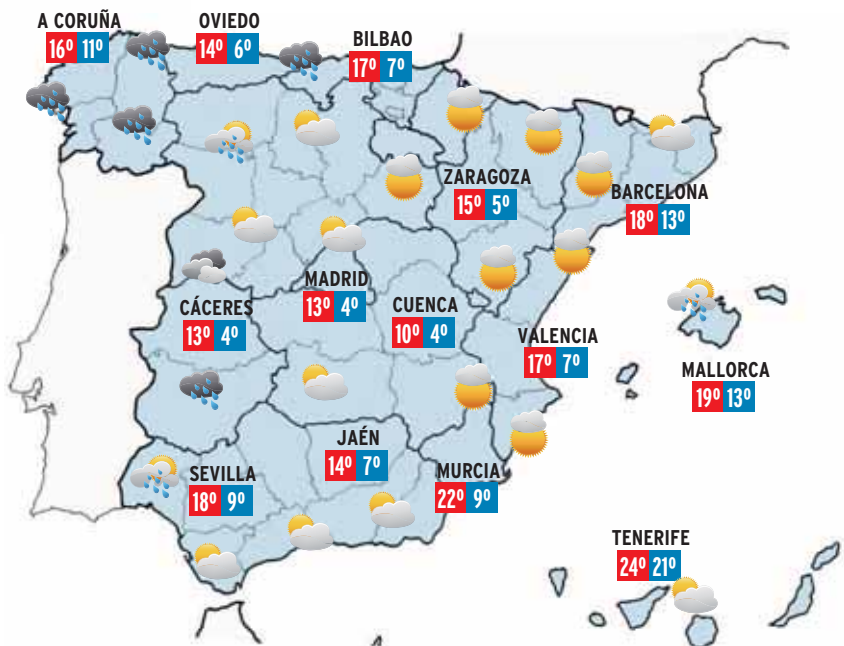 A CORUÑA
16º 11º
OVIEDO
14º 6º
BILBAO
17º 7º
ZARAGOZA
15º 5º
BARCELONA
18º 13º
MADRID
13º 4º
CÁCERES
13º 4º
CUENCA
10º 4º
VALENCIA
17º 7º
MALLORCA
19º 13º
JAÉN
14º 7º
SEVILLA
18º 9º
MURCIA
22º 9º
TENERIFE
24º 21º